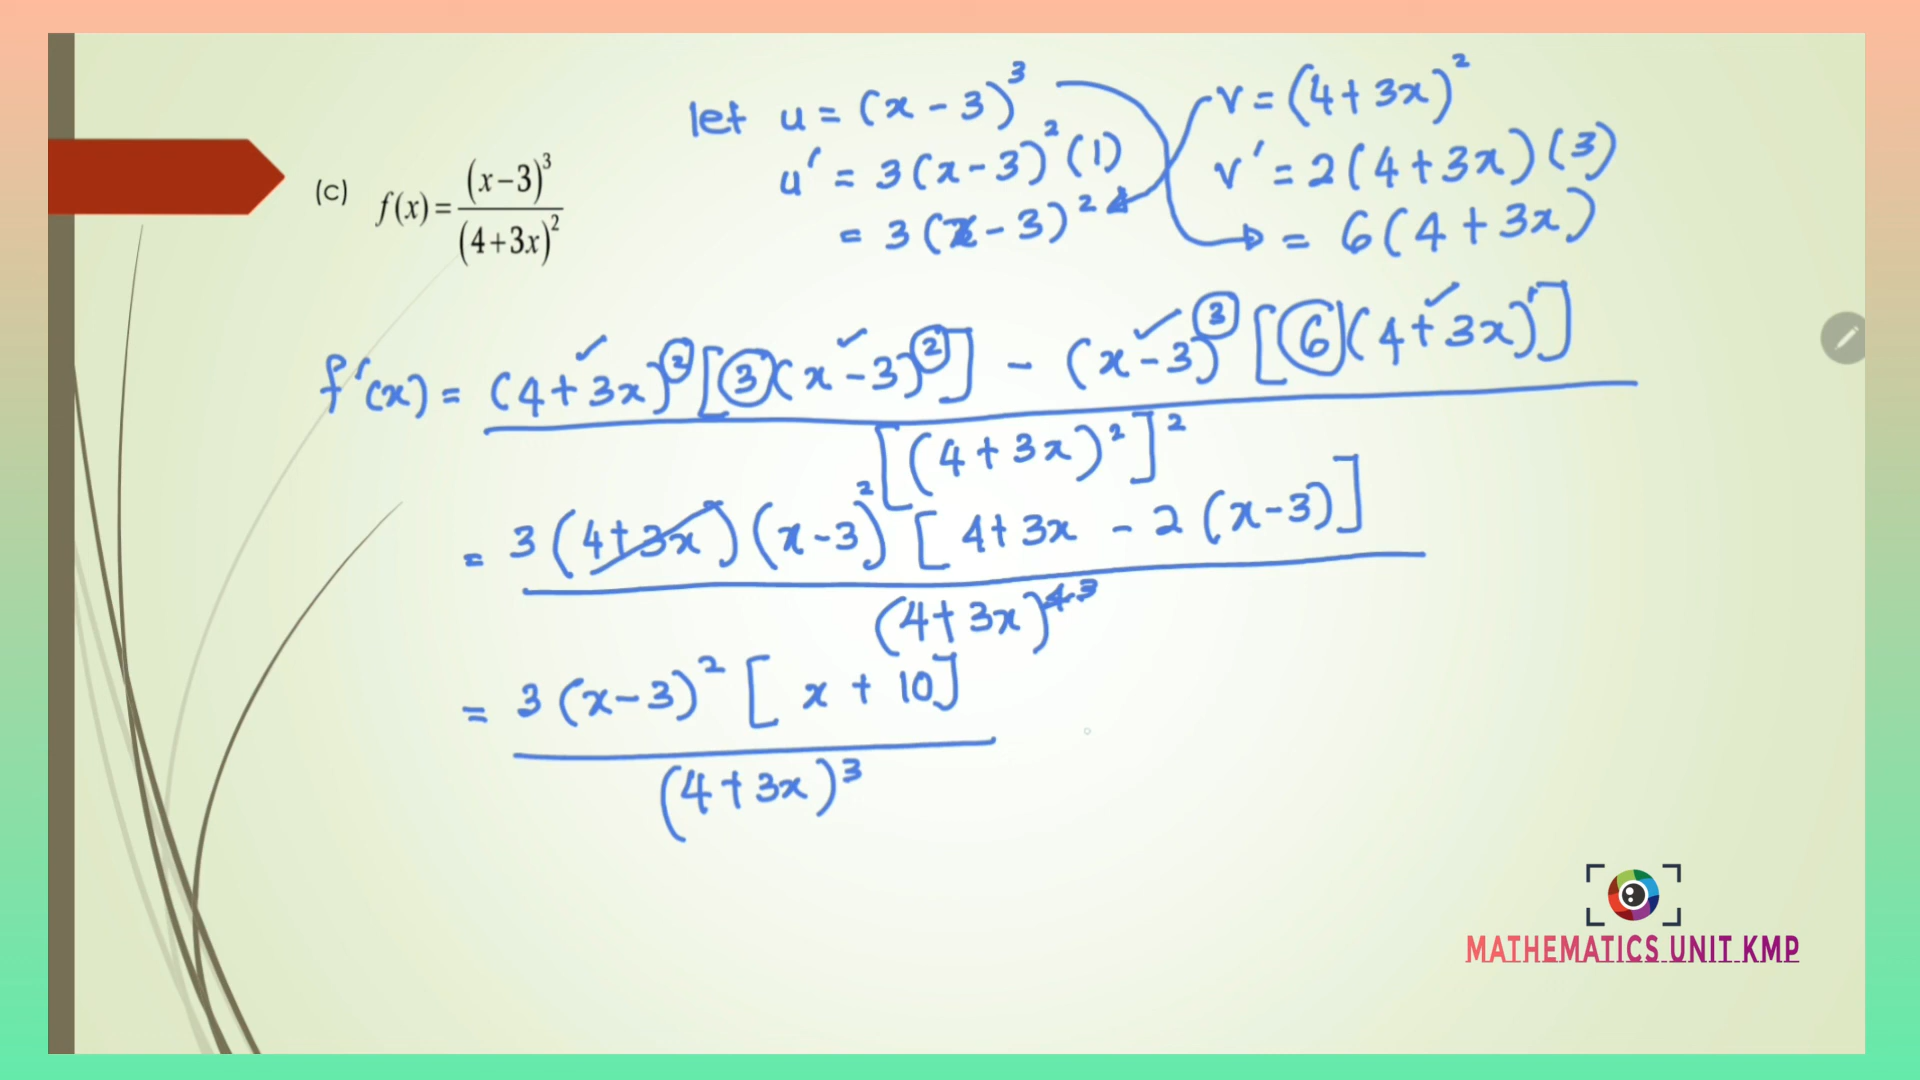 (c) f(x) = (x−3)^3 / (4+3x)^2
let u = (x − 3)^3
u' = 3(x−3)^2 (1)
= 3(x−3)^2
v = (4+3x)^2
v' = 2(4+3x)(3)
= 6(4+3x)
f'(x) = (4+3x)^2 [3(x−3)^2] − (x−3)^3 [6(4+3x)^1] / [(4+3x)^2]^2
= 3(4+3x)(x−3)^2 [4+3x − 2(x−3)] / (4+3x)^4 3
= 3(x−3)^2 [x + 10] / (4+3x)^3
MATHEMATICS UNIT KMP